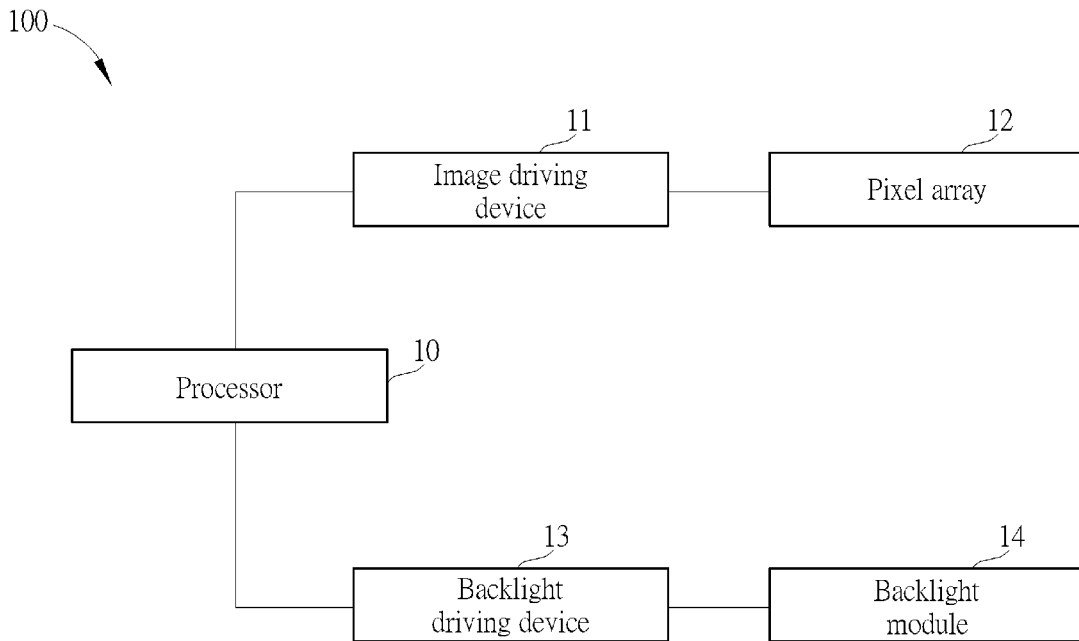 100
11
12
Image driving
device
Pixel array
10
Processor
13
14
Backlight
driving device
Backlight
module